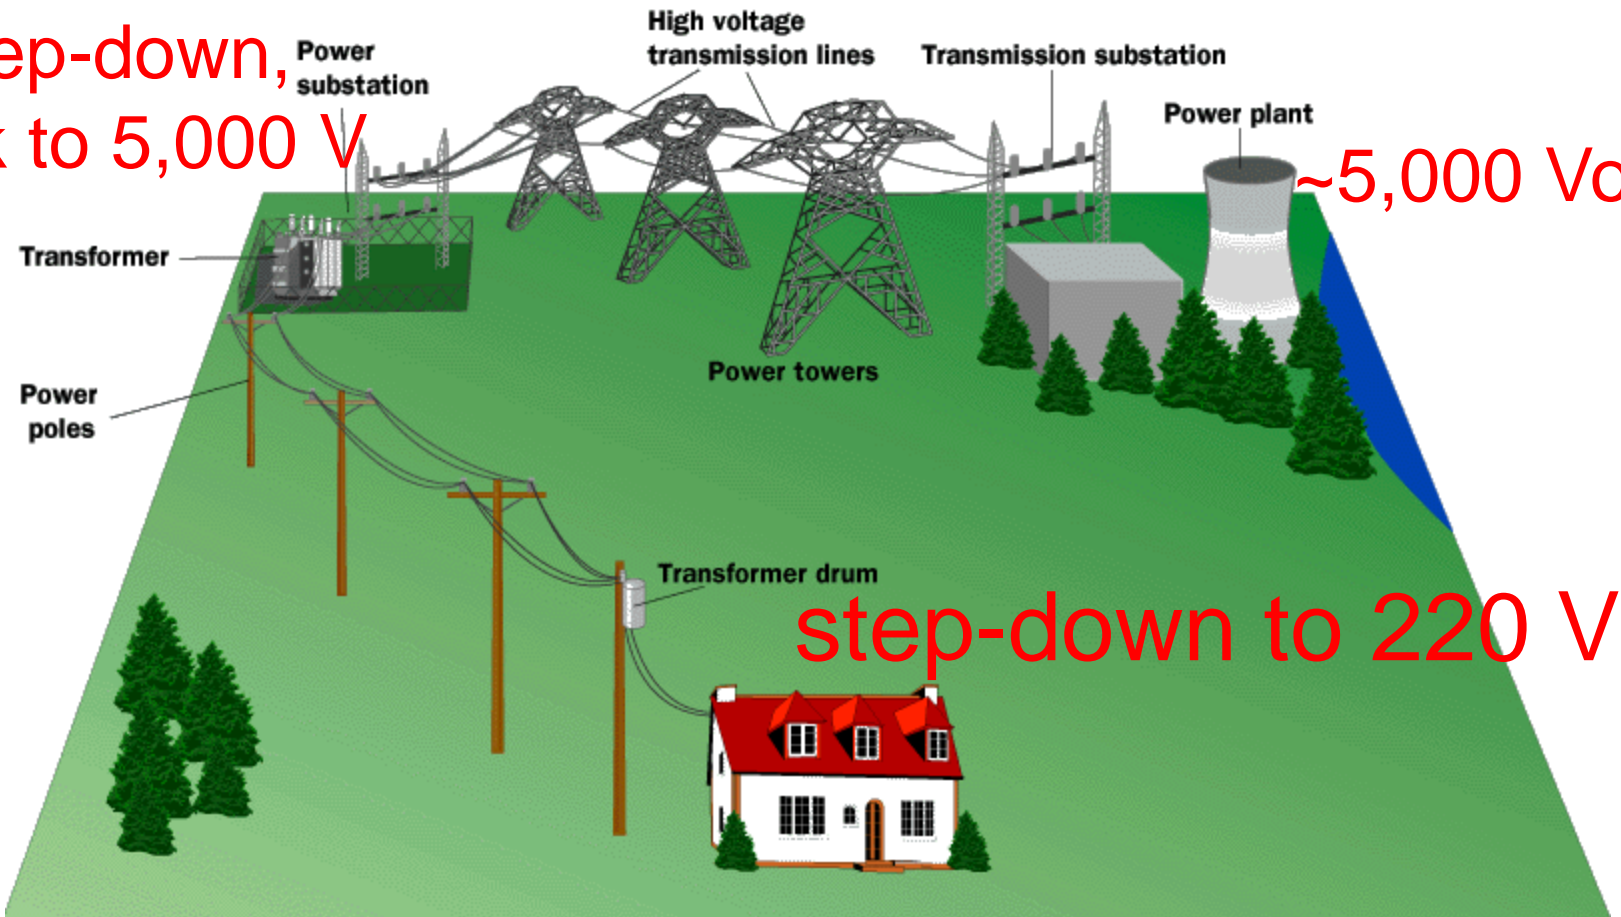 ep-down,
k to 5,000 V
Power
substation
High voltage
transmission lines
Transmission substation
Power plant
~5,000 Vo
Transformer
Power towers
Power
poles
Transformer drum
step-down to 220 V